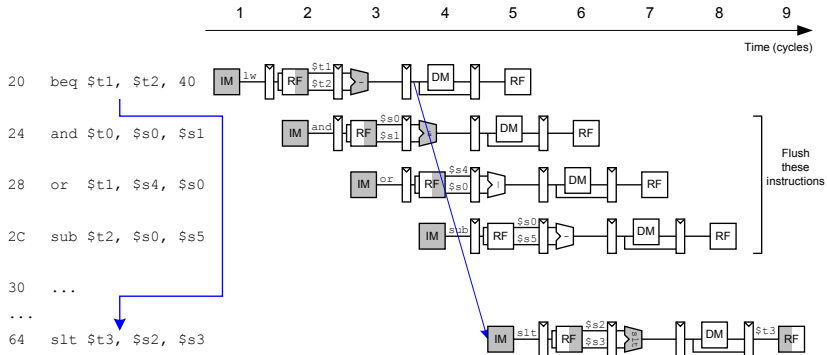 1 2 3 4 5 6 7 8 9
Time (cycles)
20 beq $t1, $t2, 40 IM lw RF $t1 $t2 - DM RF
24 and $t0, $s0, $s1 IM and RF $s0 $s1 & DM RF
28 or $t1, $s4, $s0 IM or RF $s4 $s0 | DM RF
2C sub $t2, $s0, $s5 IM sub RF $s0 $s5 - DM RF
Flush
these
instructions
30 ...
...
64 slt $t3, $s2, $s3 IM slt RF $s2 $s3 slt DM $t3 RF